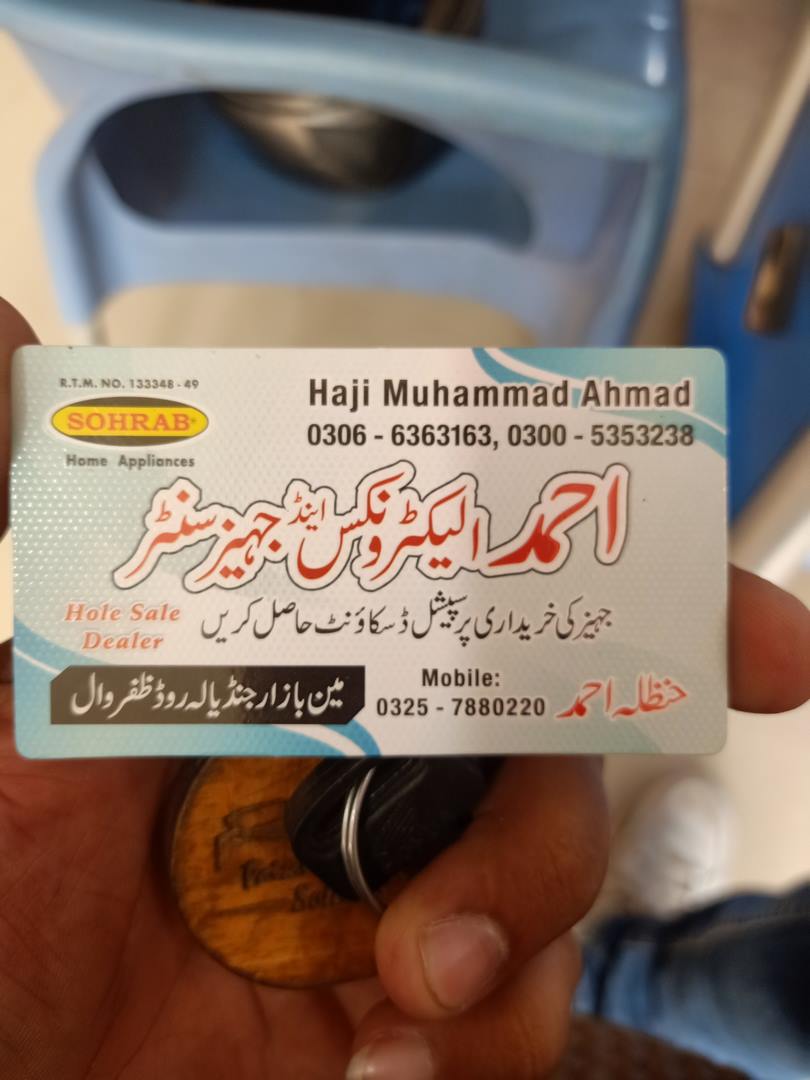 R.T.M. NO. 133348 - 49
SOHRAB
Home Appliances
Haji Muhammad Ahmad
0306 - 6363163, 0300 - 5353238
احمد الیکٹرونکس اینڈ جہیز سنٹر
Hole Sale
Dealer
جہیز کی خریداری پر سپیشل ڈسکاؤنٹ حاصل کریں
مین بازار جنڈیالہ روڈ ظفروال
Mobile:
0325 - 7880220
حنظلہ احمد